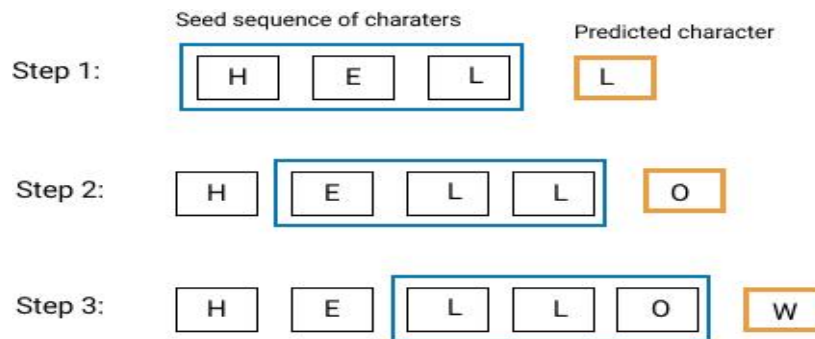 Seed sequence of charaters
Predicted character
Step 1: H E L L
Step 2: H E L L O
Step 3: H E L L O W